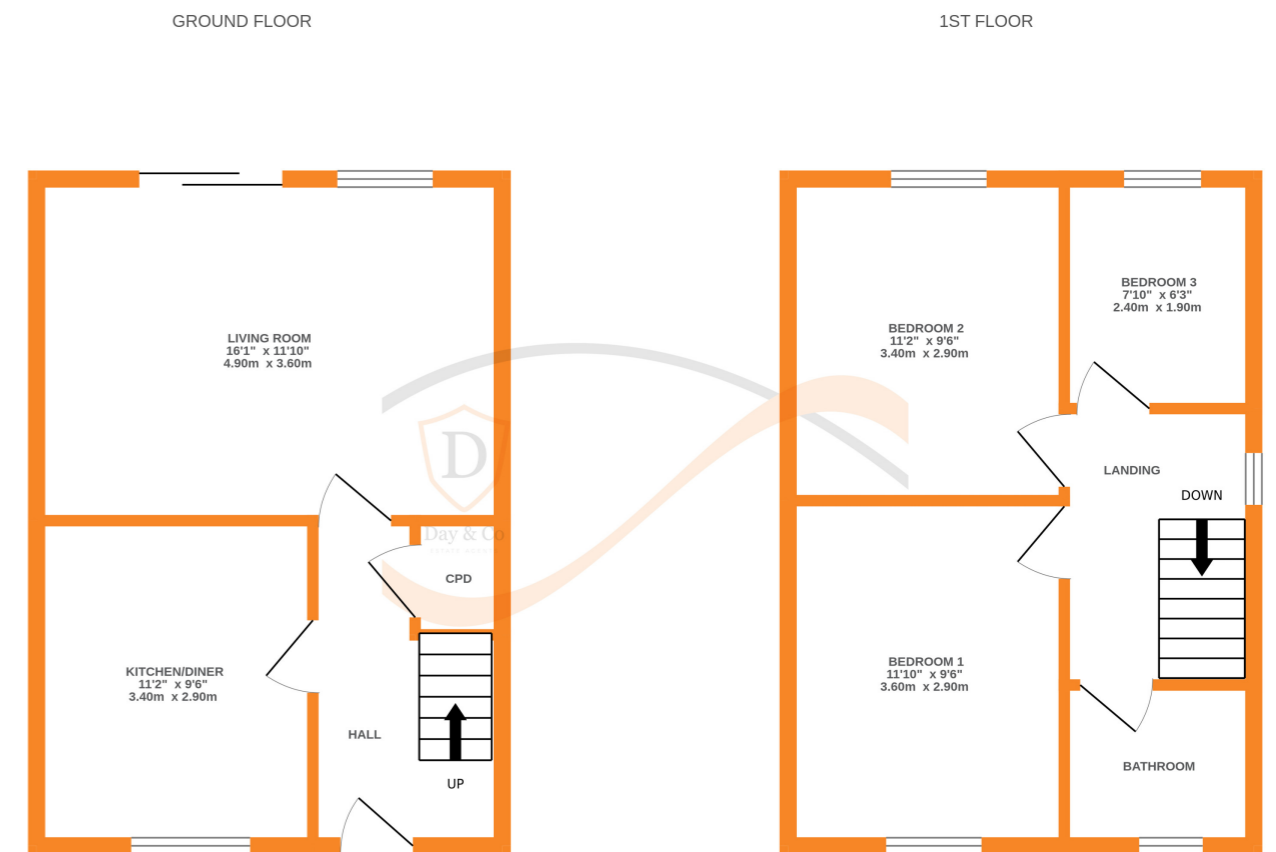 GROUND FLOOR
1ST FLOOR
LIVING ROOM
16'1" x 11'10"
4.90m x 3.60m
D
Day & Co
CPD
KITCHEN/DINER
11'2" x 9'6"
3.40m x 2.90m
HALL
UP
BEDROOM 3
7'10" x 6'3"
2.40m x 1.90m
BEDROOM 2
11'2" x 9'6"
3.40m x 2.90m
LANDING
DOWN
BEDROOM 1
11'10" x 9'6"
3.60m x 2.90m
BATHROOM